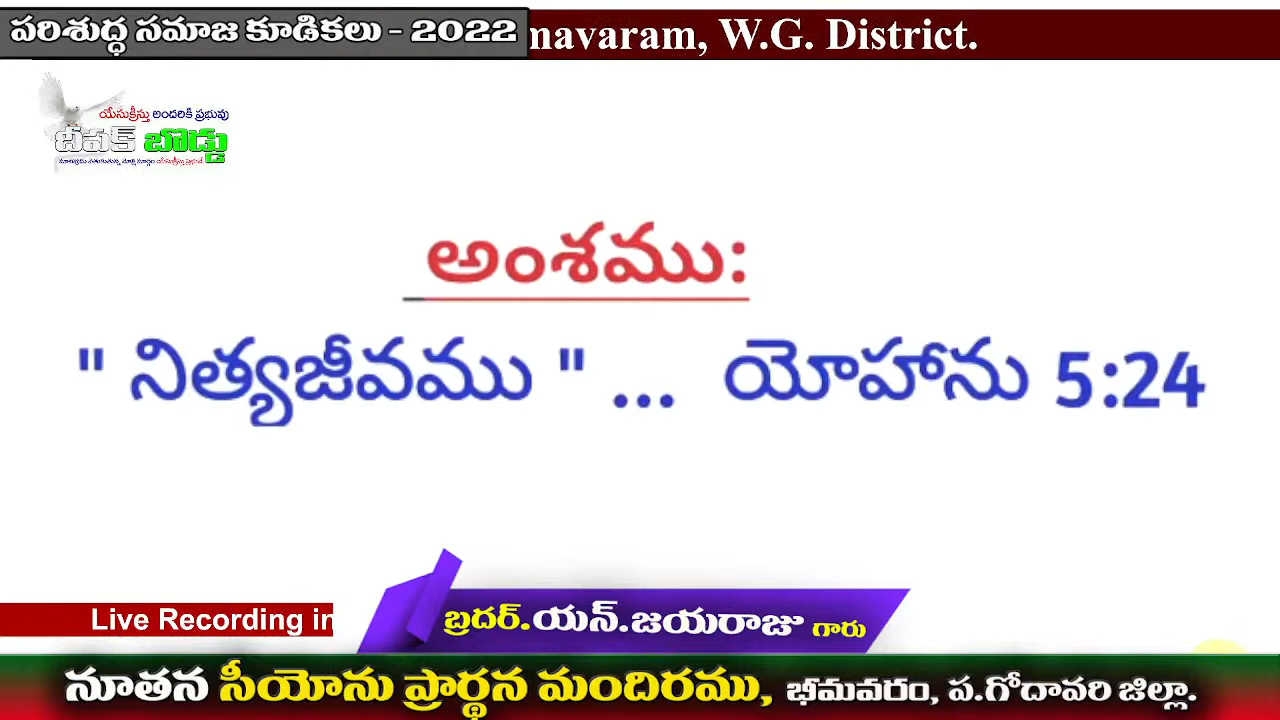 పరిశుద్ధ సమాజ కూడికలు - 2022
mavaram, W.G. District.
యేసుక్రీస్తు అందరికి ప్రభువు
దీపక్ బొడ్డు
అంశము:
" నిత్యజీవము " ... యోహాను 5:24
Live Recording in
బ్రదర్.యన్.జయరాజు గారు
నూతన సీయోను ప్రార్థన మందిరము, భీమవరం, ప.గోదావరి జిల్లా.